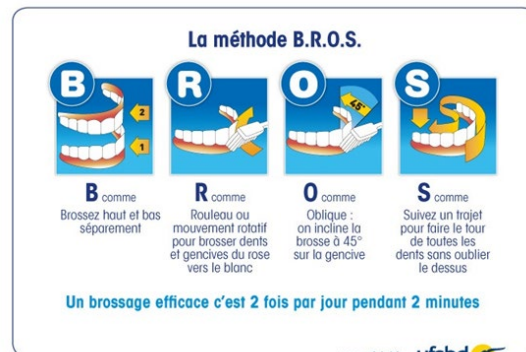 La méthode B.R.O.S.
B
R
O
S
2
1
45°
B comme
Brossez haut et bas
séparement
R comme
Rouleau ou
mouvement rotatif
pour brosser dents
et gencives du rose
vers le blanc
O comme
Oblique :
on incline la
brosse à 45°
sur la gencive
S comme
Suivez un trajet
pour faire le tour
de toutes les
dents sans oublier
le dessus
Un brossage efficace c'est 2 fois par jour pendant 2 minutes